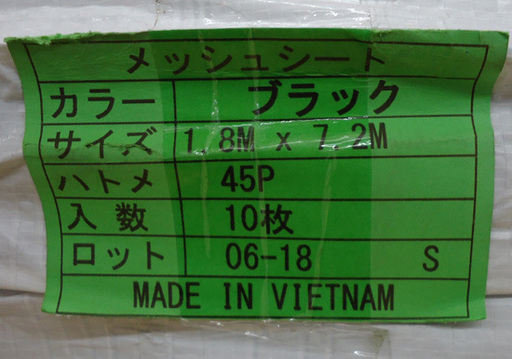 メッシュシート
カラー ブラック
サイズ 1.8M x 7.2M
ハトメ 45P
入数 10枚
ロット 06-18 S
MADE IN VIETNAM